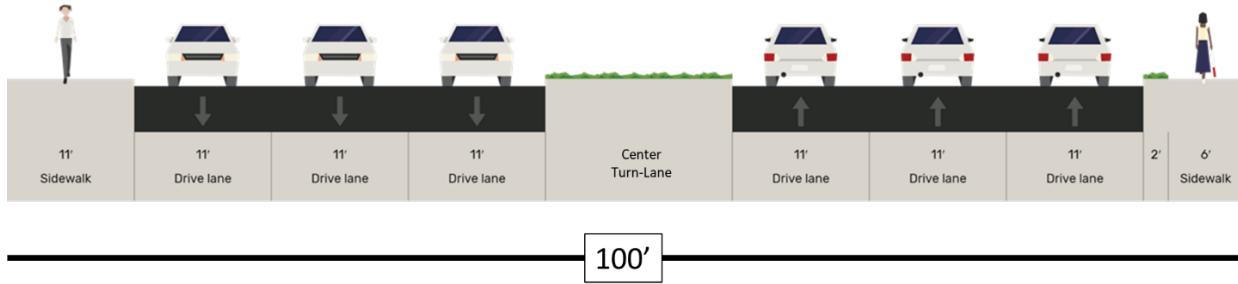 11' 11' 11' 11' Center 11' 11' 11' 2' 6'
Sidewalk Drive lane Drive lane Drive lane Turn-Lane Drive lane Drive lane Drive lane Sidewalk
100'